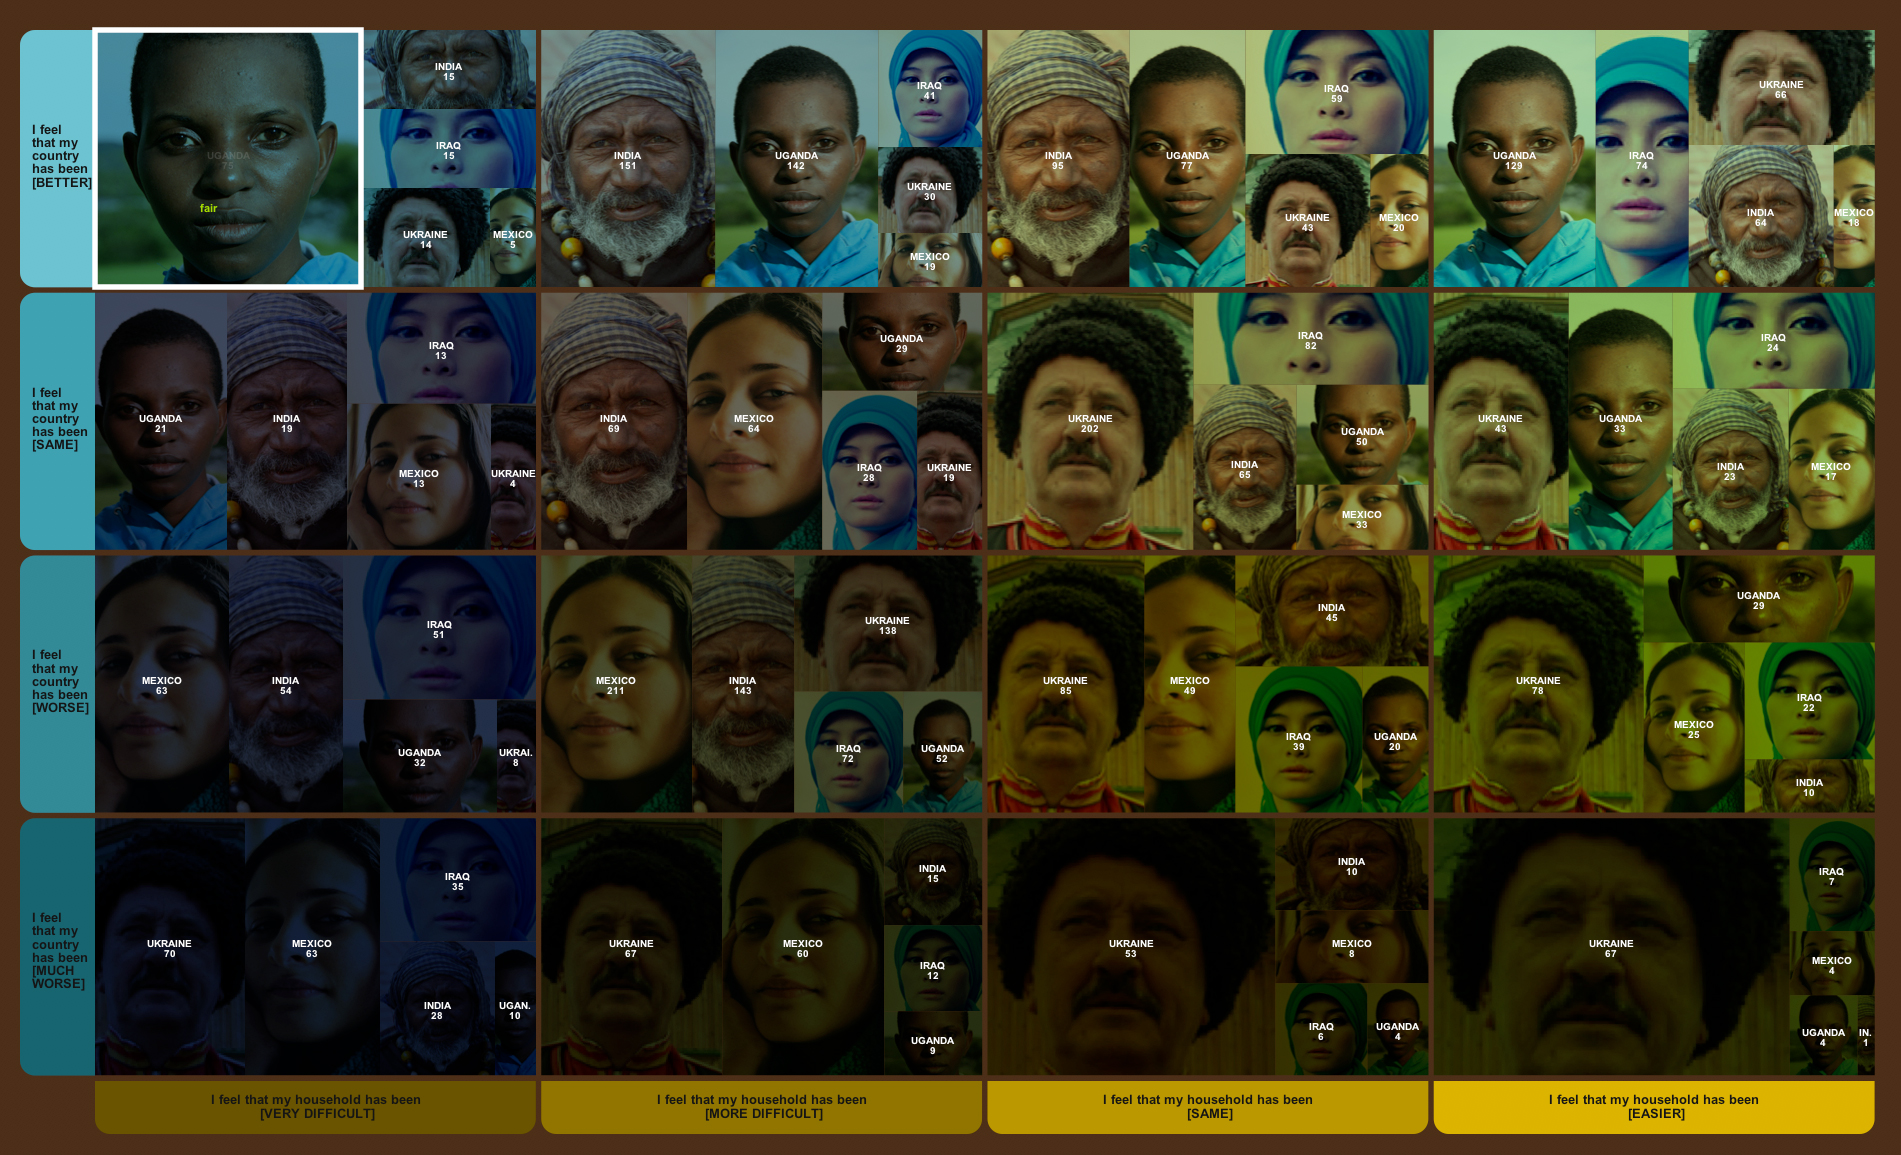 I feel
that my
country
has been
[BETTER]
UGANDA
75
fair
INDIA
15
IRAQ
15
UKRAINE
14
MEXICO
5
INDIA
151
UGANDA
142
IRAQ
41
UKRAINE
30
MEXICO
19
INDIA
95
UGANDA
77
IRAQ
59
UKRAINE
43
MEXICO
20
UGANDA
129
IRAQ
74
UKRAINE
66
INDIA
64
MEXICO
18
I feel
that my
country
has been
[SAME]
UGANDA
21
INDIA
19
IRAQ
13
MEXICO
13
UKRAINE
4
INDIA
69
MEXICO
64
UGANDA
29
IRAQ
28
UKRAINE
19
UKRAINE
202
IRAQ
82
INDIA
65
UGANDA
50
MEXICO
33
UKRAINE
43
UGANDA
33
IRAQ
24
INDIA
23
MEXICO
17
I feel
that my
country
has been
[WORSE]
MEXICO
63
INDIA
54
IRAQ
51
UGANDA
32
UKRAI.
8
MEXICO
211
INDIA
143
UKRAINE
138
IRAQ
72
UGANDA
52
UKRAINE
85
MEXICO
49
INDIA
45
IRAQ
39
UGANDA
20
UKRAINE
78
UGANDA
29
MEXICO
25
IRAQ
22
INDIA
10
I feel
that my
country
has been
[MUCH
WORSE]
UKRAINE
70
MEXICO
63
IRAQ
35
INDIA
28
UGAN.
10
UKRAINE
67
MEXICO
60
INDIA
15
IRAQ
12
UGANDA
9
UKRAINE
53
INDIA
10
MEXICO
8
IRAQ
6
UGANDA
4
UKRAINE
67
IRAQ
7
MEXICO
4
UGANDA
4
IN.
1
I feel that my household has been
[VERY DIFFICULT]
I feel that my household has been
[MORE DIFFICULT]
I feel that my household has been
[SAME]
I feel that my household has been
[EASIER]